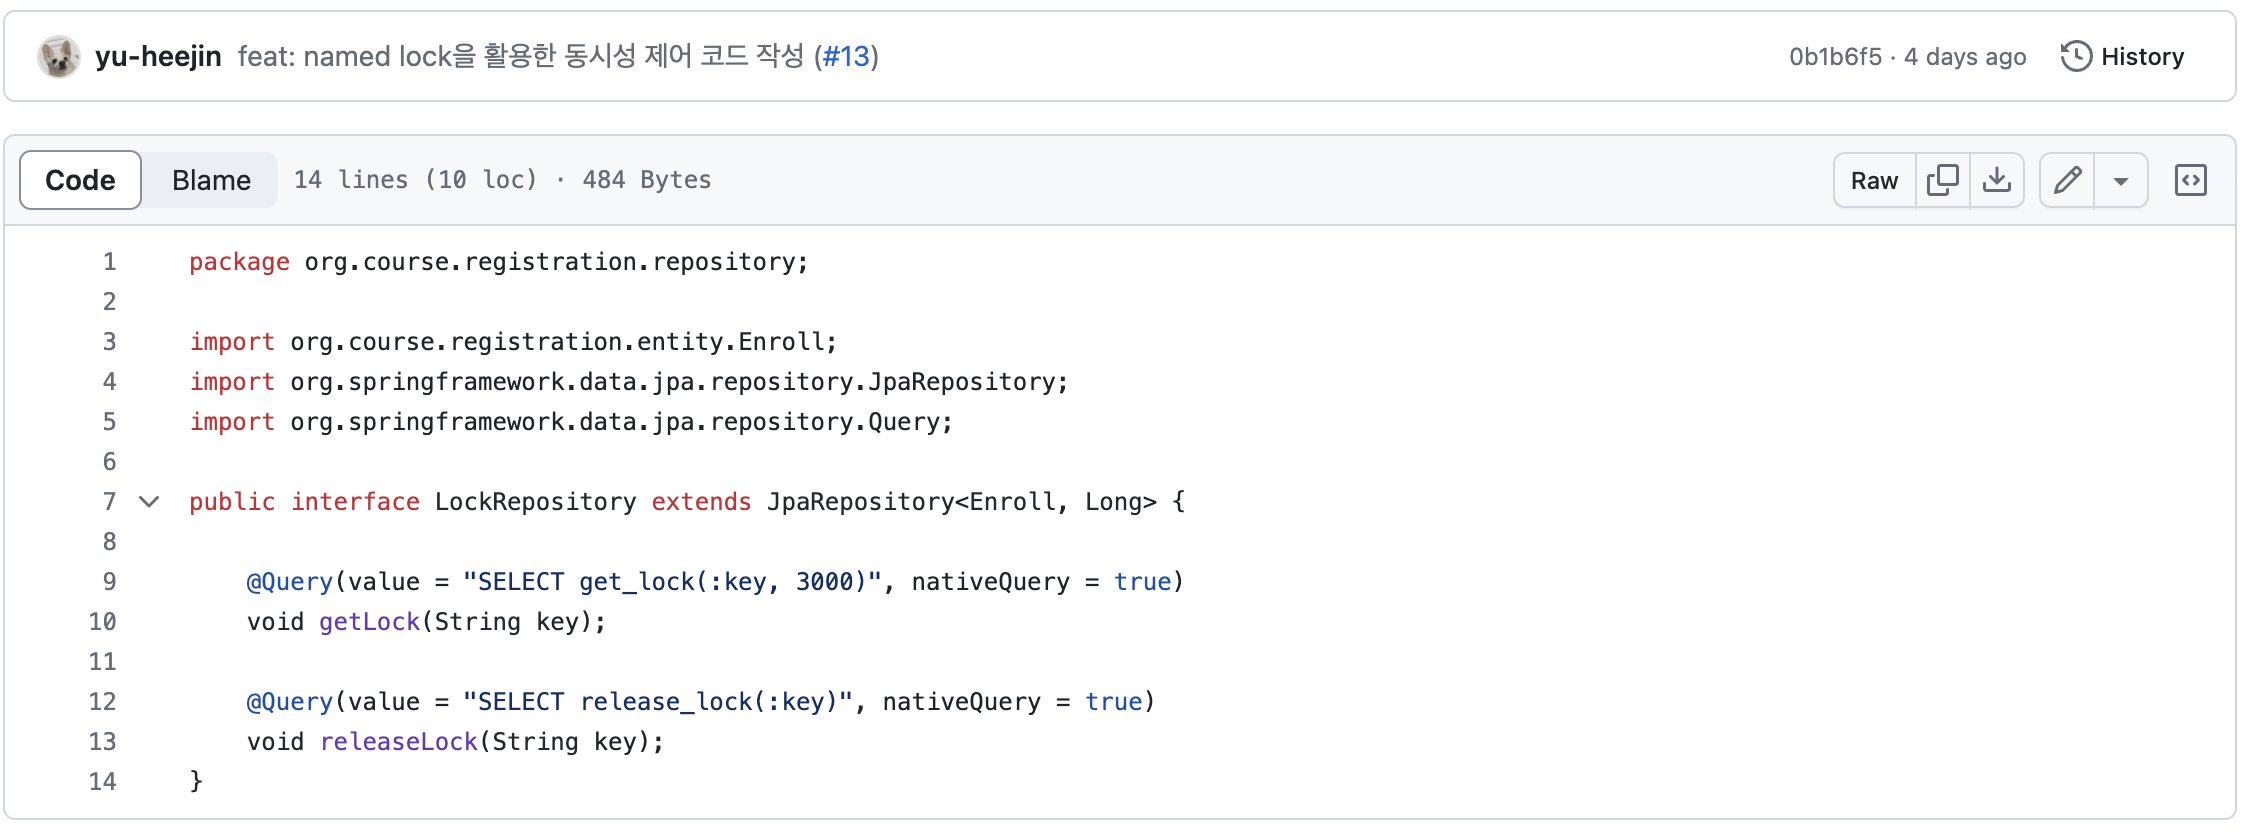 yu-heejin feat: named lock을 활용한 동시성 제어 코드 작성 (#13) 0b1b6f5 · 4 days ago History
Code Blame 14 lines (10 loc) · 484 Bytes Raw
1 package org.course.registration.repository;
2
3 import org.course.registration.entity.Enroll;
4 import org.springframework.data.jpa.repository.JpaRepository;
5 import org.springframework.data.jpa.repository.Query;
6
7 public interface LockRepository extends JpaRepository<Enroll, Long> {
8
9 @Query(value = "SELECT get_lock(:key, 3000)", nativeQuery = true)
10 void getLock(String key);
11
12 @Query(value = "SELECT release_lock(:key)", nativeQuery = true)
13 void releaseLock(String key);
14 }